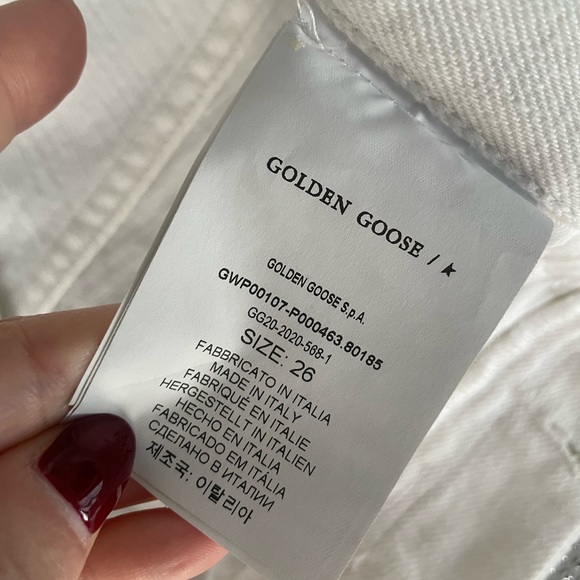 GOLDEN GOOSE / ★
GOLDEN GOOSE S.p.A.
GWP00107-P000463.80185
GG20-2020-568-1
SIZE: 26
FABBRICATO IN ITALIA
MADE IN ITALY
FABRIQUÉ EN ITALIE
HERGESTELLT IN ITALIEN
HECHO EN ITALIA
FABRICADO EM ITÁLIA
СДЕЛАНО В ИТАЛИИ
제조국: 이탈리아